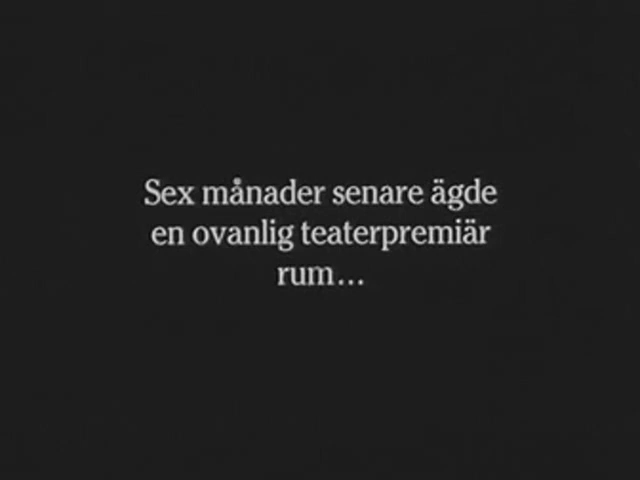 Sex månader senare ägde
en ovanlig teaterpremiär
rum...